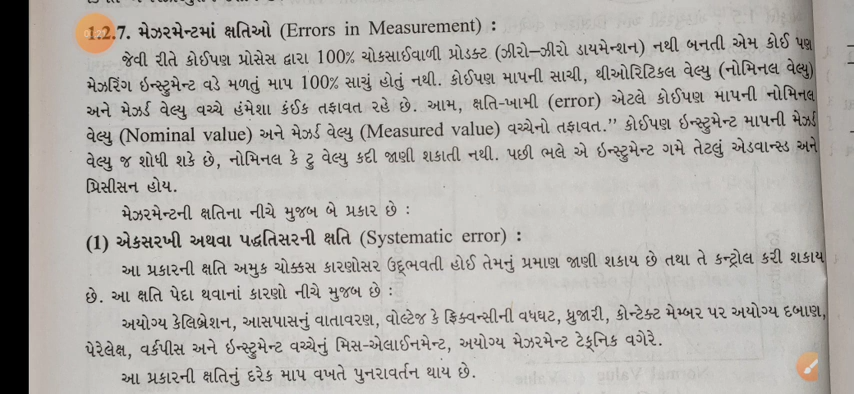 1.2.7. મેઝરમેન્ટમાં ક્ષતિઓ (Errors in Measurement) :
જેવી રીતે કોઈપણ પ્રોસેસ દ્વારા 100% ચોકસાઈવાળી પ્રોડક્ટ (ઝીરો–ઝીરો ડાયમેન્શન) નથી બનતી એમ કોઈ પણ
મેઝરિંગ ઇન્સ્ટ્રુમેન્ટ વડે મળતું માપ 100% સાચું હોતું નથી. કોઈપણ માપની સાચી, થીઓરિટિકલ વેલ્યુ (નોમિનલ વેલ્યુ)
અને મેઝર્ડ વેલ્યુ વચ્ચે હંમેશા કંઈક તફાવત રહે છે. આમ, ક્ષતિ-ખામી (error) એટલે કોઈપણ માપની નોમિનલ
વેલ્યુ (Nominal value) અને મેઝર્ડ વેલ્યુ (Measured value) વચ્ચેનો તફાવત.” કોઈપણ ઇન્સ્ટ્રુમેન્ટ માપની મેઝર્ડ
વેલ્યુ જ શોધી શકે છે, નોમિનલ કે ટ્રુ વેલ્યુ કદી જાણી શકાતી નથી. પછી ભલે એ ઇન્સ્ટ્રુમેન્ટ ગમે તેટલું એડવાન્સ્ડ અને
પ્રિસીસન હોય.
મેઝરમેન્ટની ક્ષતિના નીચે મુજબ બે પ્રકાર છે :
(1) એકસરખી અથવા પદ્ધતિસરની ક્ષતિ (Systematic error) :
આ પ્રકારની ક્ષતિ અમુક ચોક્કસ કારણોસર ઉદ્દભવતી હોઈ તેમનું પ્રમાણ જાણી શકાય છે તથા તે કન્ટ્રોલ કરી શકાય
છે. આ ક્ષતિ પેદા થવાનાં કારણો નીચે મુજબ છે :
અયોગ્ય કેલિબ્રેશન, આસપાસનું વાતાવરણ, વોલ્ટેજ કે ફ્રિક્વન્સીની વધઘટ, ધ્રુજારી, કોન્ટેક્ટ મેમ્બર પર અયોગ્ય દબાણ,
પેરેલેક્ષ, વર્કપીસ અને ઇન્સ્ટ્રુમેન્ટ વચ્ચેનું મિસ-એલાઈનમેન્ટ, અયોગ્ય મેઝરમેન્ટ ટેક્નિક વગેરે.
આ પ્રકારની ક્ષતિનું દરેક માપ વખતે પુનરાવર્તન થાય છે.